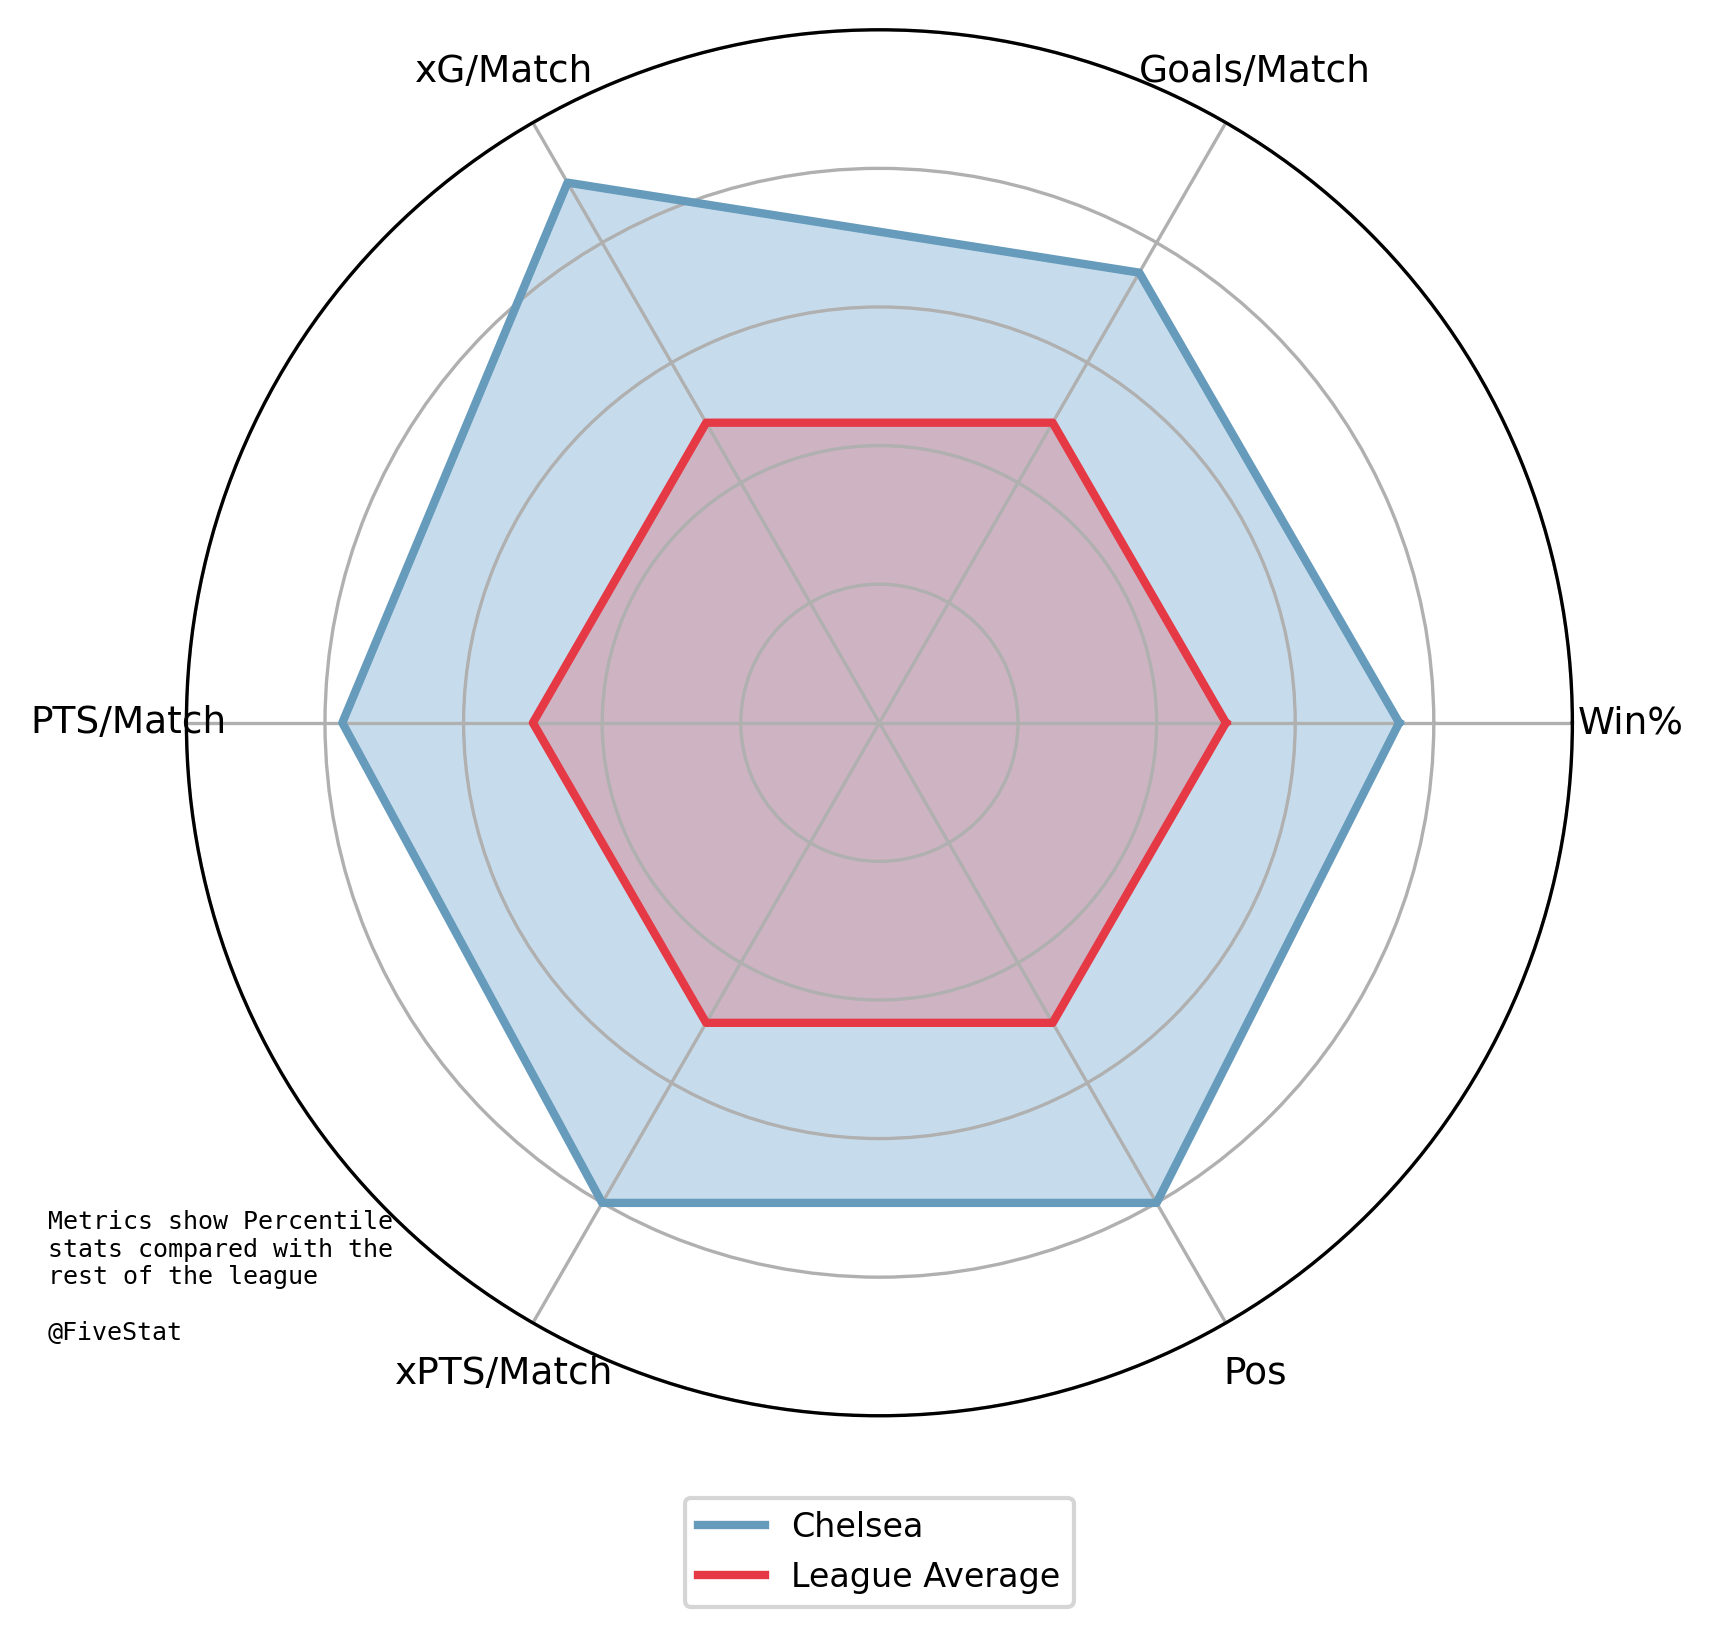 xG/Match
Goals/Match
PTS/Match
Win%
Metrics show Percentile
stats compared with the
rest of the league
@FiveStat
xPTS/Match
Pos
Chelsea
League Average